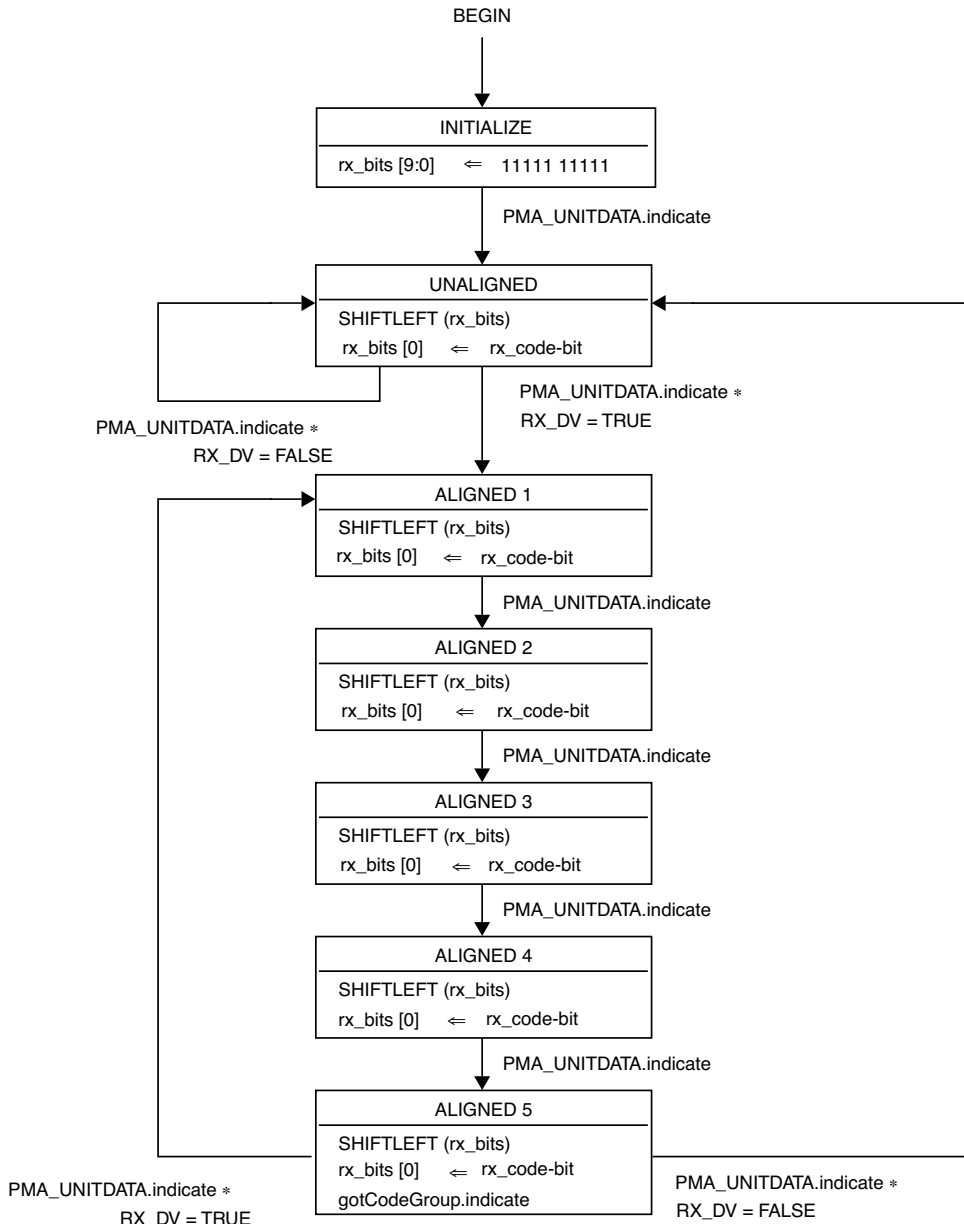 BEGIN
INITIALIZE
rx_bits [9:0] ⇐ 11111 11111
PMA_UNITDATA.indicate
UNALIGNED
SHIFTLEFT (rx_bits)
rx_bits [0] ⇐ rx_code-bit
PMA_UNITDATA.indicate *
RX_DV = TRUE
PMA_UNITDATA.indicate *
RX_DV = FALSE
ALIGNED 1
SHIFTLEFT (rx_bits)
rx_bits [0] ⇐ rx_code-bit
PMA_UNITDATA.indicate
ALIGNED 2
SHIFTLEFT (rx_bits)
rx_bits [0] ⇐ rx_code-bit
PMA_UNITDATA.indicate
ALIGNED 3
SHIFTLEFT (rx_bits)
rx_bits [0] ⇐ rx_code-bit
PMA_UNITDATA.indicate
ALIGNED 4
SHIFTLEFT (rx_bits)
rx_bits [0] ⇐ rx_code-bit
PMA_UNITDATA.indicate
ALIGNED 5
SHIFTLEFT (rx_bits)
rx_bits [0] ⇐ rx_code-bit
gotCodeGroup.indicate
PMA_UNITDATA.indicate *
RX_DV = TRUE
PMA_UNITDATA.indicate *
RX_DV = FALSE